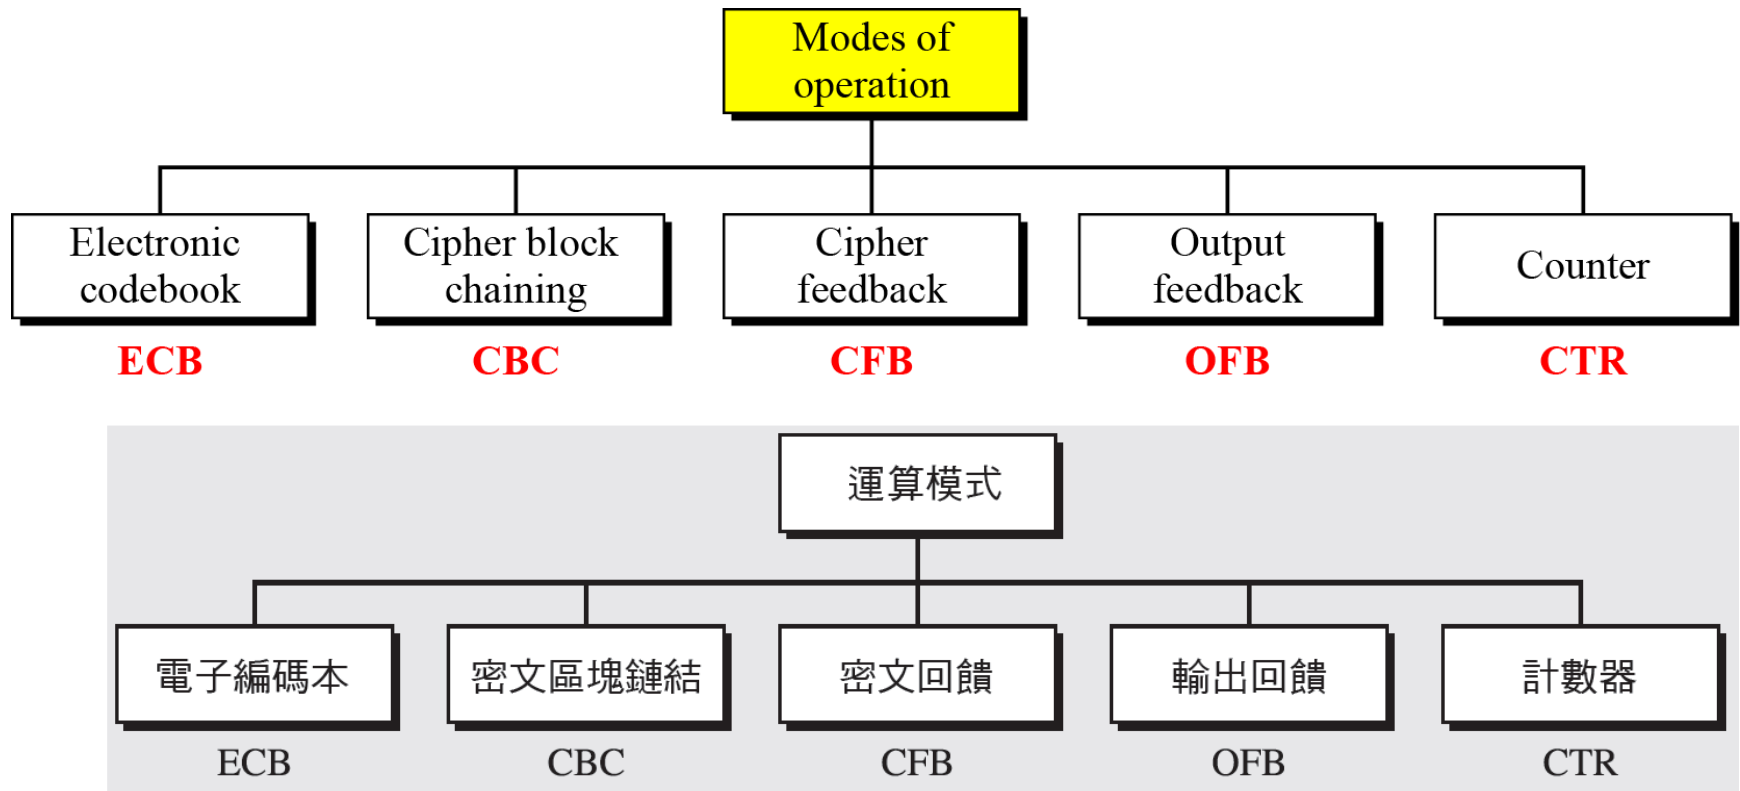 Modes of
operation
Electronic
codebook
Cipher block
chaining
Cipher
feedback
Output
feedback
Counter
ECB
CBC
CFB
OFB
CTR
運算模式
電子編碼本
密文區塊鏈結
密文回饋
輸出回饋
計數器
ECB
CBC
CFB
OFB
CTR